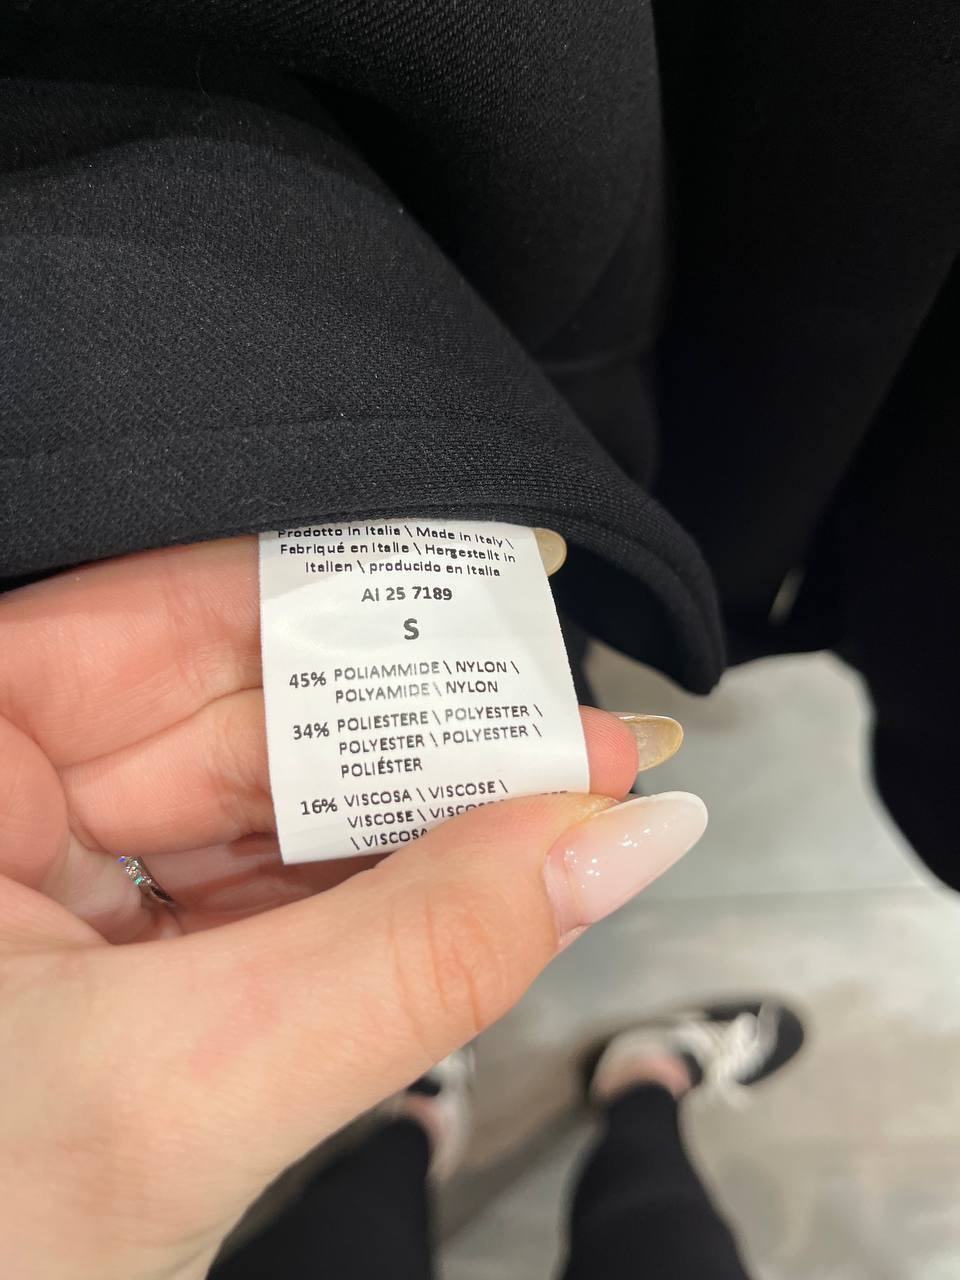 Prodotto in Italia \ Made in Italy \
Fabriqué en Italie \ Hergestellt in
Italien \ producido en Italia
AI 25 7189
S
45% POLIAMMIDE \ NYLON \
POLYAMIDE \ NYLON
34% POLIESTERE \ POLYESTER \
POLYESTER \ POLYESTER \
POLIÉSTER
16% VISCOSA \ VISCOSE \
VISCOSE \
\ VISCOSA